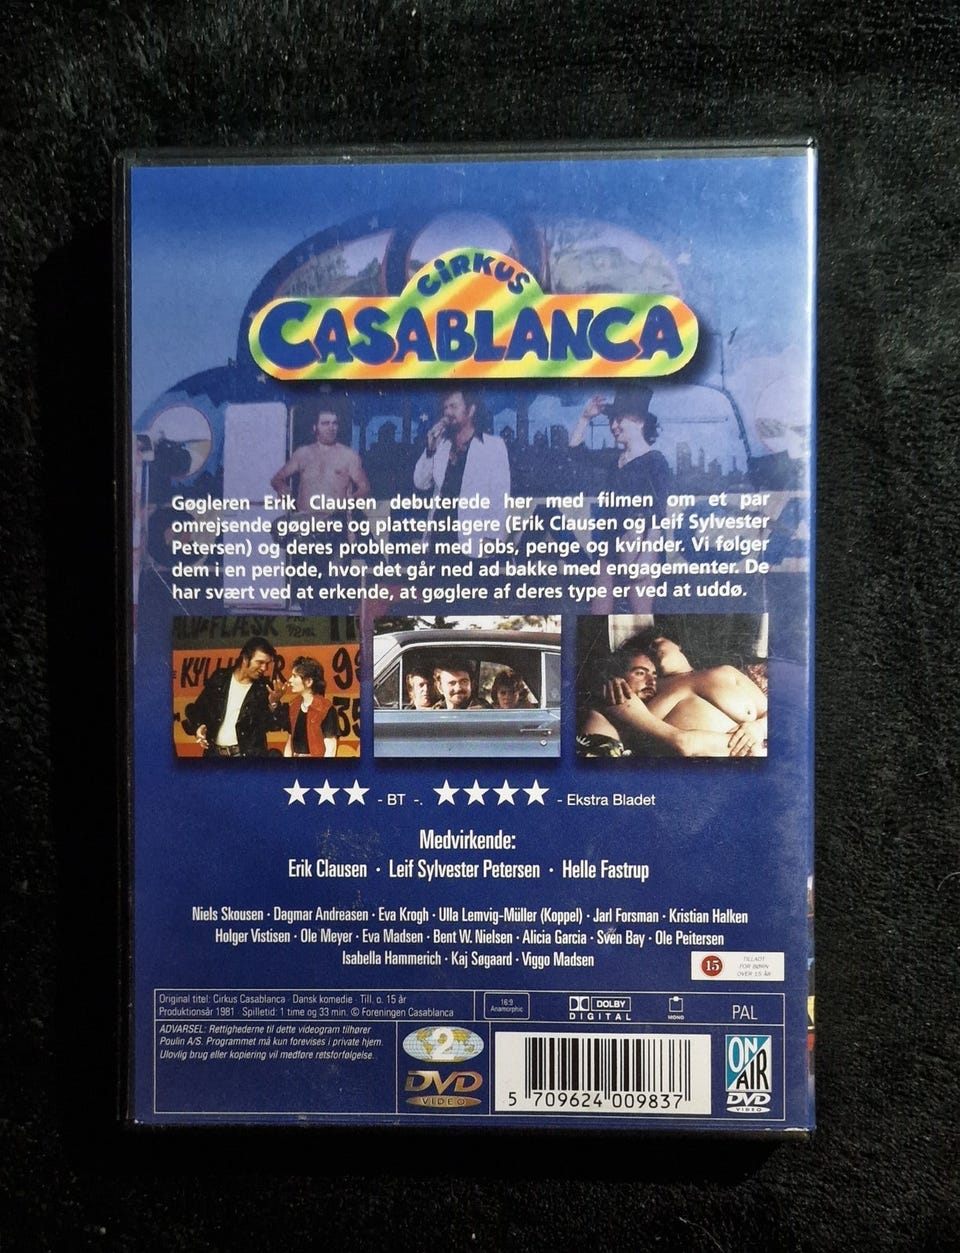 CIRKUS
CASABLANCA
Gøgleren Erik Clausen debuterede her med filmen om et par
omrejsende gøglere og plattenslagere (Erik Clausen og Leif Sylvester
Petersen) og deres problemer med jobs, penge og kvinder. Vi følger
dem i en periode, hvor det går ned ad bakke med engagementer. De
har svært ved at erkende, at gøglere af deres type er ved at uddø.
- BT -. - Ekstra Bladet
Medvirkende:
Erik Clausen · Leif Sylvester Petersen · Helle Fastrup
Niels Skousen · Dagmar Andreasen · Eva Krogh · Ulla Lemvig-Müller (Koppel) · Jarl Forsman · Kristian Halken
Holger Vistisen · Ole Meyer · Eva Madsen · Bent W. Nielsen · Alicia Garcia · Sven Bay · Ole Peitersen
Isabella Hammerich · Kaj Søgaard · Viggo Madsen
15
TILLADT
FOR BØRN
OVER 15 ÅR
Original titel: Cirkus Casablanca · Dansk komedie · Till. o. 15 år
Produktionsår 1981 · Spilletid: 1 time og 33 min. © Foreningen Casablanca
16:9
Anamorphic
DOLBY
DIGITAL
MONO
PAL
ADVARSEL: Rettighederne til dette videogram tilhører
Poulin A/S. Programmet må kun forevises i private hjem.
Ulovlig brug eller kopiering vil medføre retsforfølgelse.
2
DVD
VIDEO
5 709624 009837
ON
AIR
DVD
VIDEO